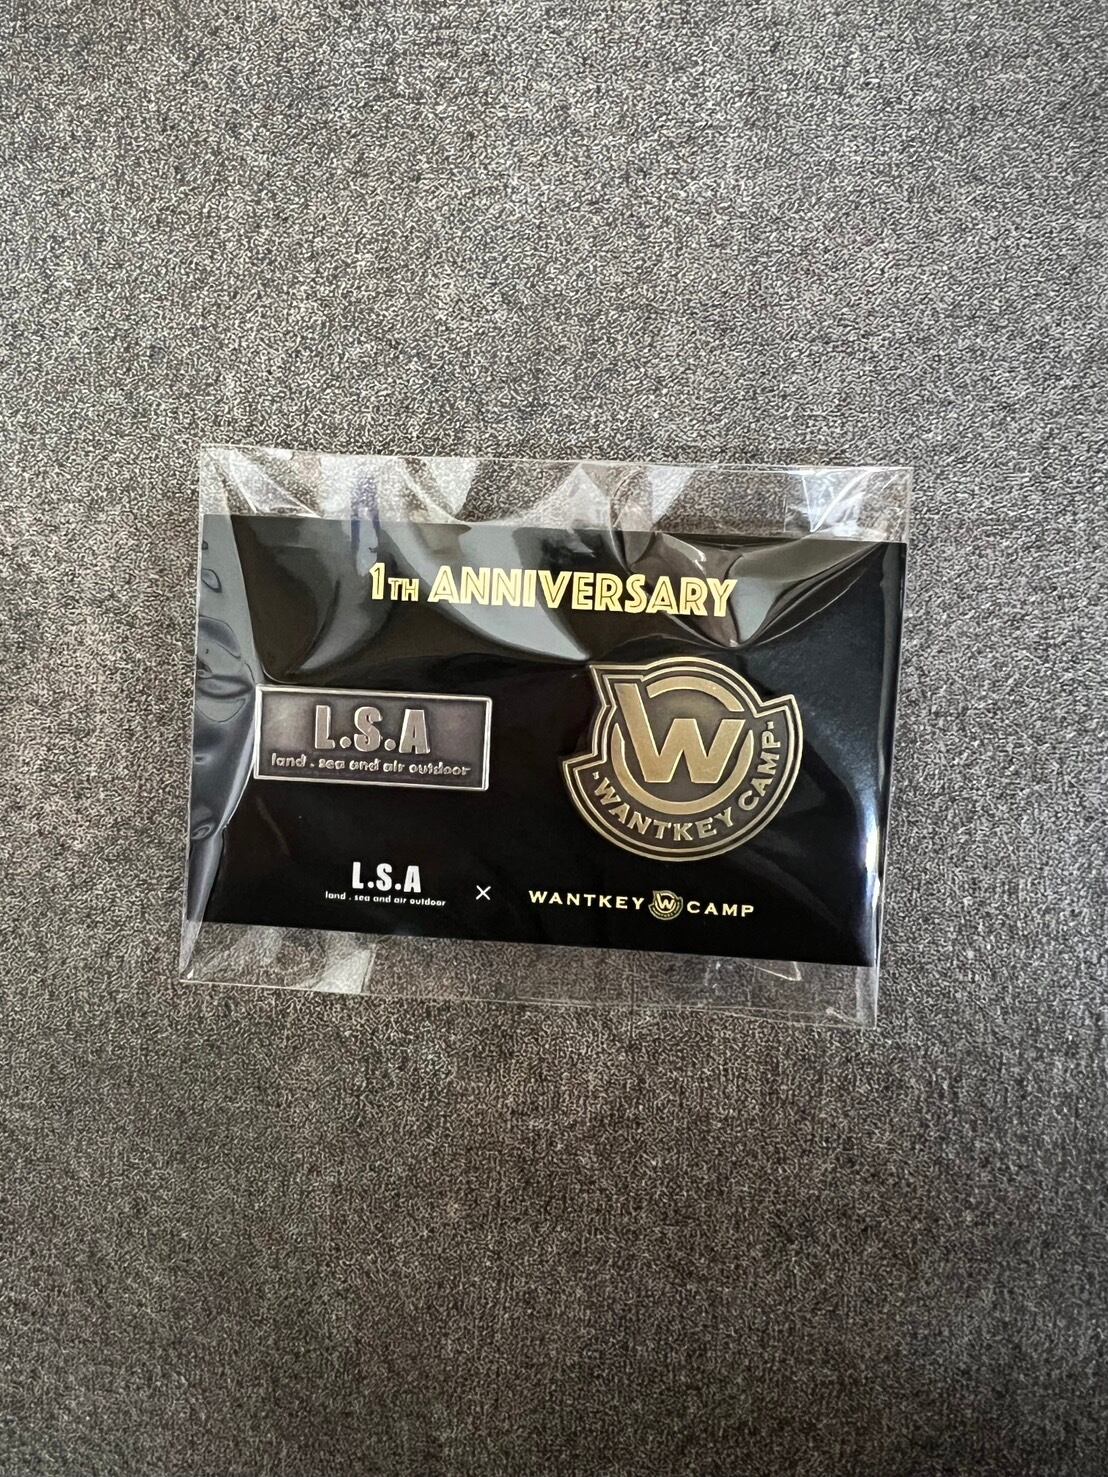 1TH ANNIVERSARY
L.S.A
land . sea and air outdoor
W
-WANTKEY CAMP-
L.S.A
land . sea and air outdoor
×
WANTKEY W CAMP